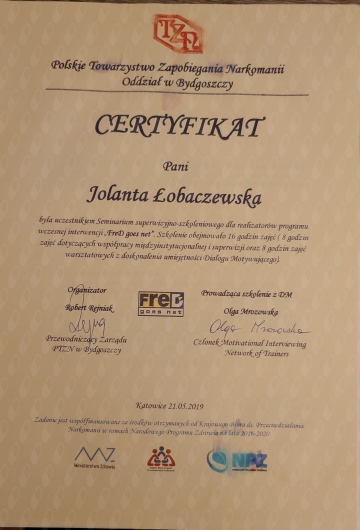 TZN
Polskie Towarzystwo Zapobiegania Narkomanii
Oddział w Bydgoszczy
CERTYFIKAT
Pani
Jolanta Łobaczewska
była uczestnikiem Seminarium superwizyjno-szkoleniowego dla realizatorów programu
wczesnej interwencji „FreD goes net". Szkolenie obejmowało 16 godzin zajęć ( 8 godzin
zajęć dotyczących współpracy międzyinstytucjonalnej i superwizji oraz 8 godzin zajęć
warsztatowych z doskonalenia umiejętności Dialogu Motywującego).
Organizator
Robert Rejniak
Przewodniczący Zarządu
PTZN w Bydgoszczy
FreD
goes net
Prowadząca szkolenie z DM
Olga Mrozowska
Olga Mrozowska
Członek Motivational Interviewing
Network of Trainers
Katowice 21.05.2019
Zadanie jest współfinansowane ze środków otrzymanych od Krajowego Biura ds. Przeciwdziałania
Narkomanii w ramach Narodowego Programu Zdrowia na lata 2016-2020
MZ
Ministerstwo Zdrowia
NPZ